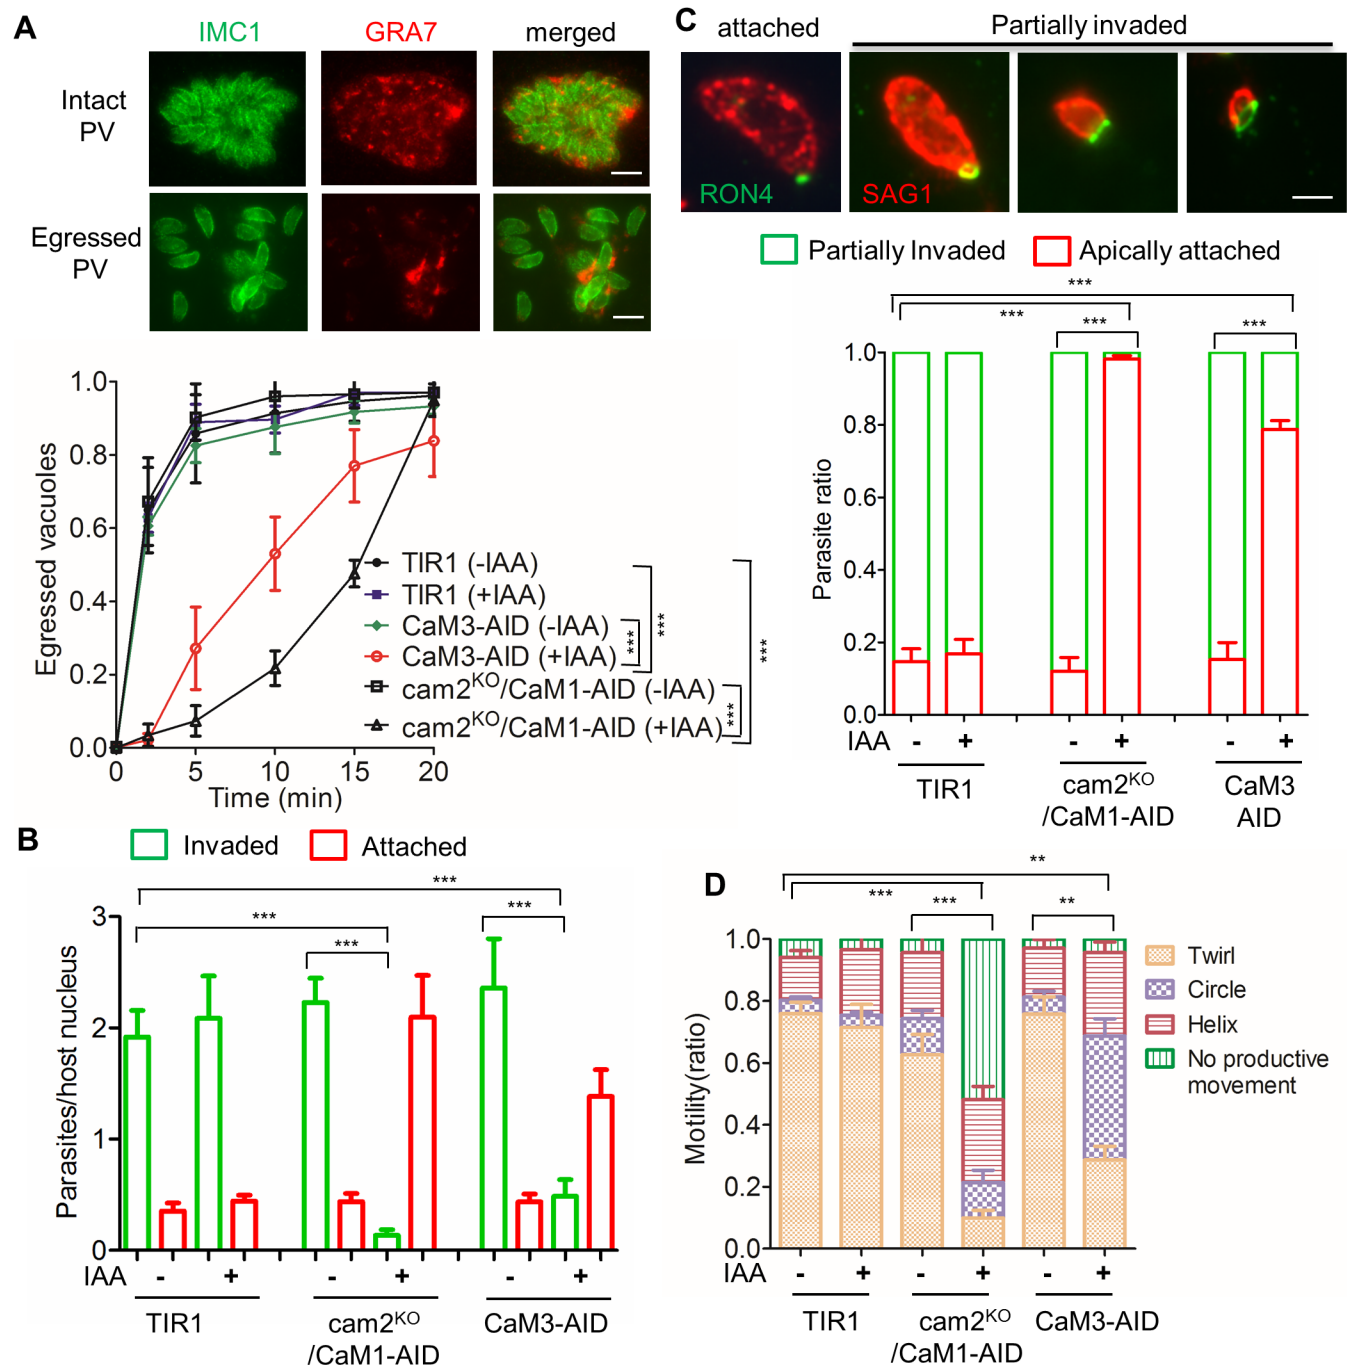 A
IMC1
GRA7
merged
Intact
PV
Egressed
PV
1.0
0.8
0.6
0.4
0.2
0.0
Egressed vacuoles
0
5
10
15
20
Time (min)
TIR1 (-IAA)
TIR1 (+IAA)
CaM3-AID (-IAA)
CaM3-AID (+IAA)
cam2KO/CaM1-AID (-IAA)
cam2KO/CaM1-AID (+IAA)
***
***
***
***
B
Invaded
Attached
***
***
***
***
3
2
1
0
Parasites/host nucleus
IAA - + - + - +
TIR1
cam2KO
/CaM1-AID
CaM3-AID
C
attached
Partially invaded
RON4
SAG1
Partially Invaded
Apically attached
***
***
***
***
1.0
0.8
0.6
0.4
0.2
0.0
Parasite ratio
IAA - + - + - +
TIR1
cam2KO
/CaM1-AID
CaM3
AID
D
**
***
***
**
1.0
0.8
0.6
0.4
0.2
0.0
Motility(ratio)
Twirl
Circle
Helix
No productive
movement
IAA - + - + - +
TIR1
cam2KO
/CaM1-AID
CaM3-AID